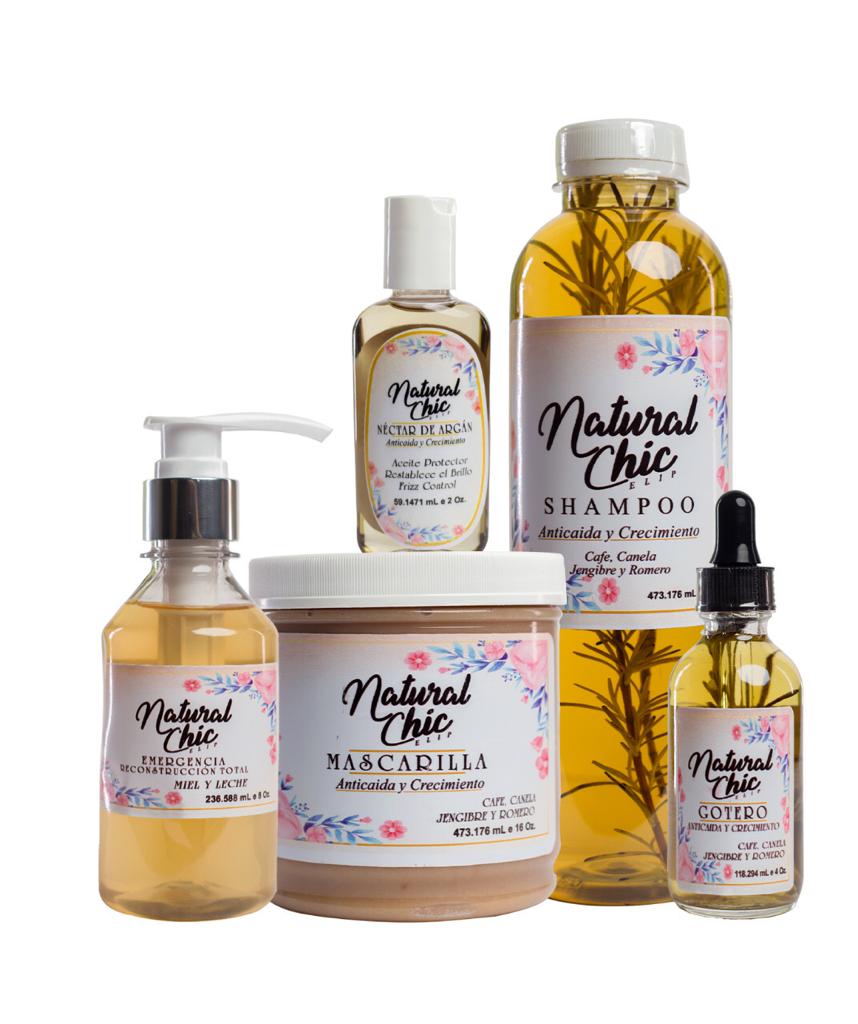 Natural
Chic
ELIP
NÉCTAR DE ARGÁN
Anticaida y Crecimiento
Aceite Protector
Restablece el Brillo
Frizz Control
59.1471 mL e 2 Oz.
Natural
Chic
ELIP
SHAMPOO
Anticaida y Crecimiento
Cafe, Canela
Jengibre y Romero
473.176 mL
Natural
Chic
ELIP
EMERGENCIA
RECONSTRUCCIÓN TOTAL
MIEL Y LECHE
236.588 mL e 8 Oz.
Natural
Chic
ELIP
MASCARILLA
Anticaida y Crecimiento
CAFE, CANELA
JENGIBRE Y ROMERO
473.176 mL e 16 Oz.
Natural
Chic
ELIP
GOTERO
ANTICAIDA Y CRECIMIENTO
CAFE, CANELA
JENGIBRE Y ROMERO
118.294 mL e 4 Oz.